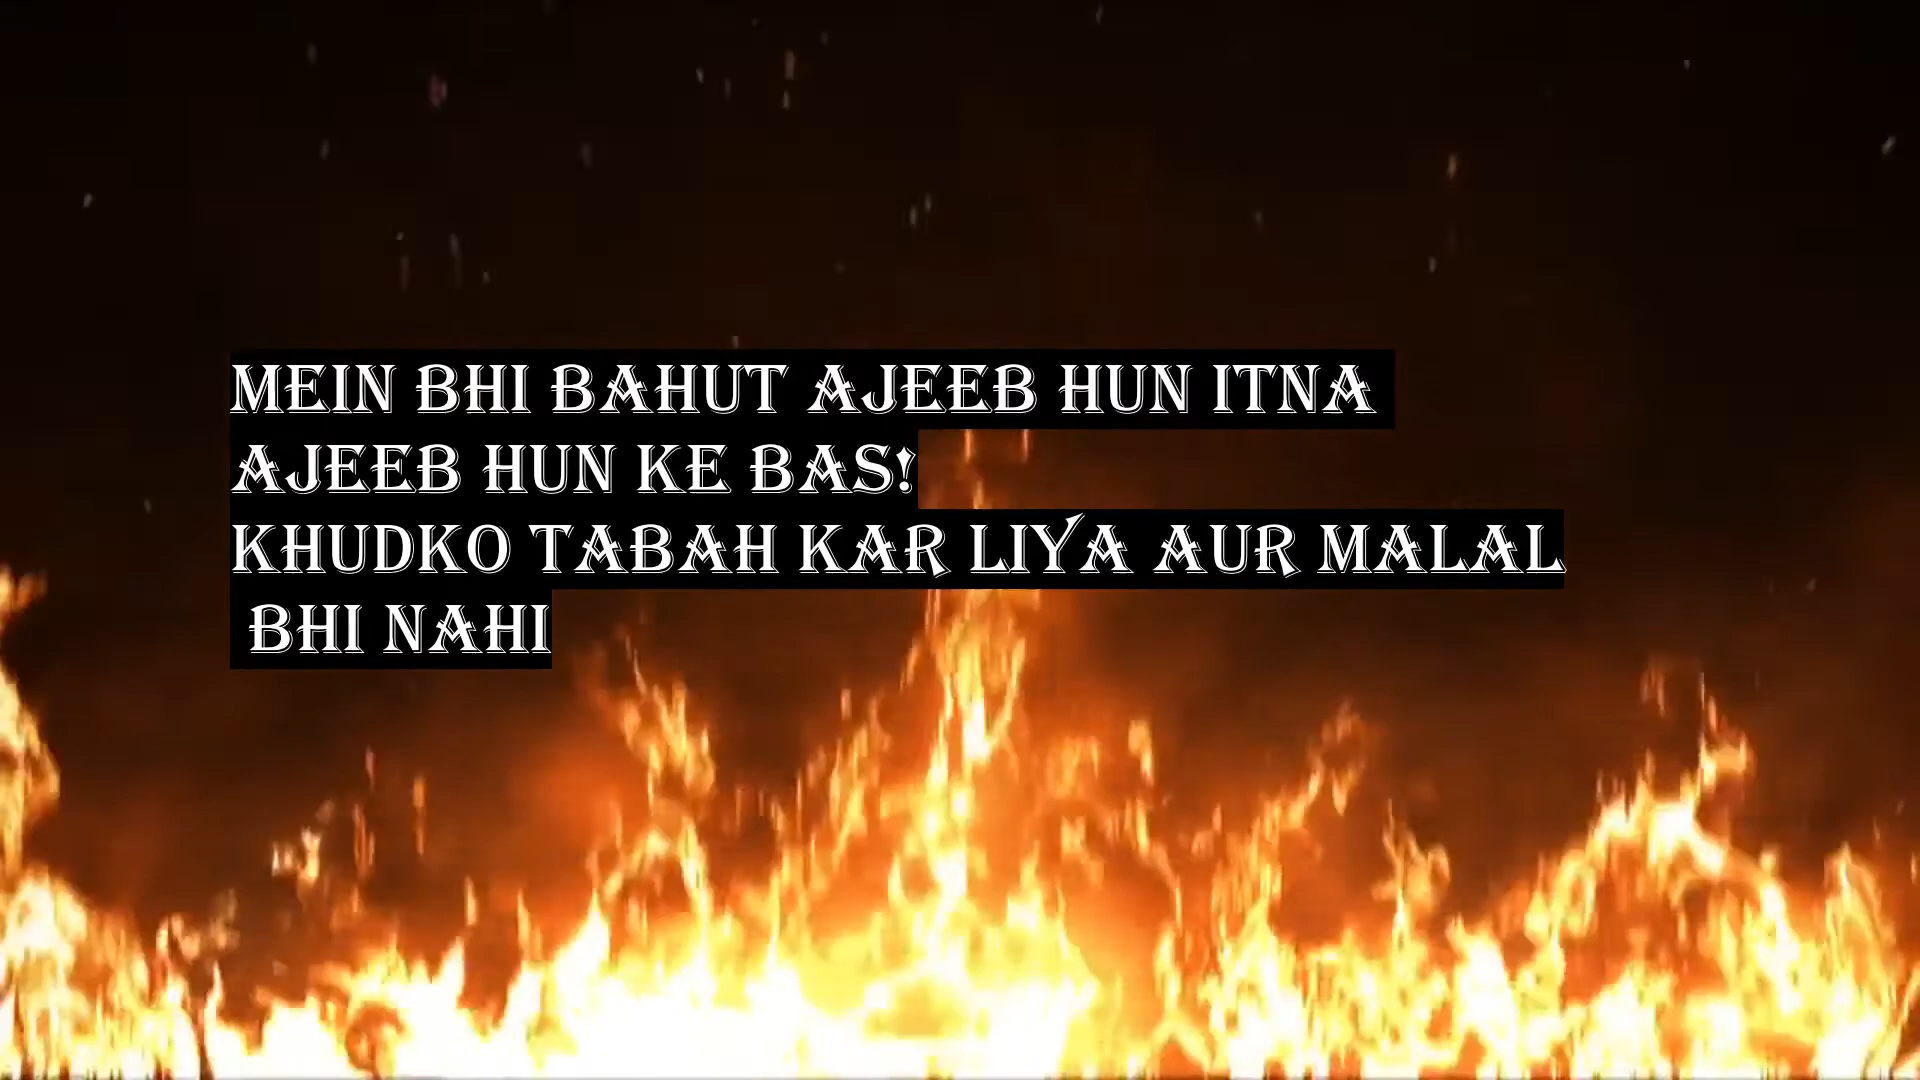 MEIN BHI BAHUT AJEEB HUN ITNA
AJEEB HUN KE BAS!
KHUDKO TABAH KAR LIYA AUR MALAL
BHI NAHI